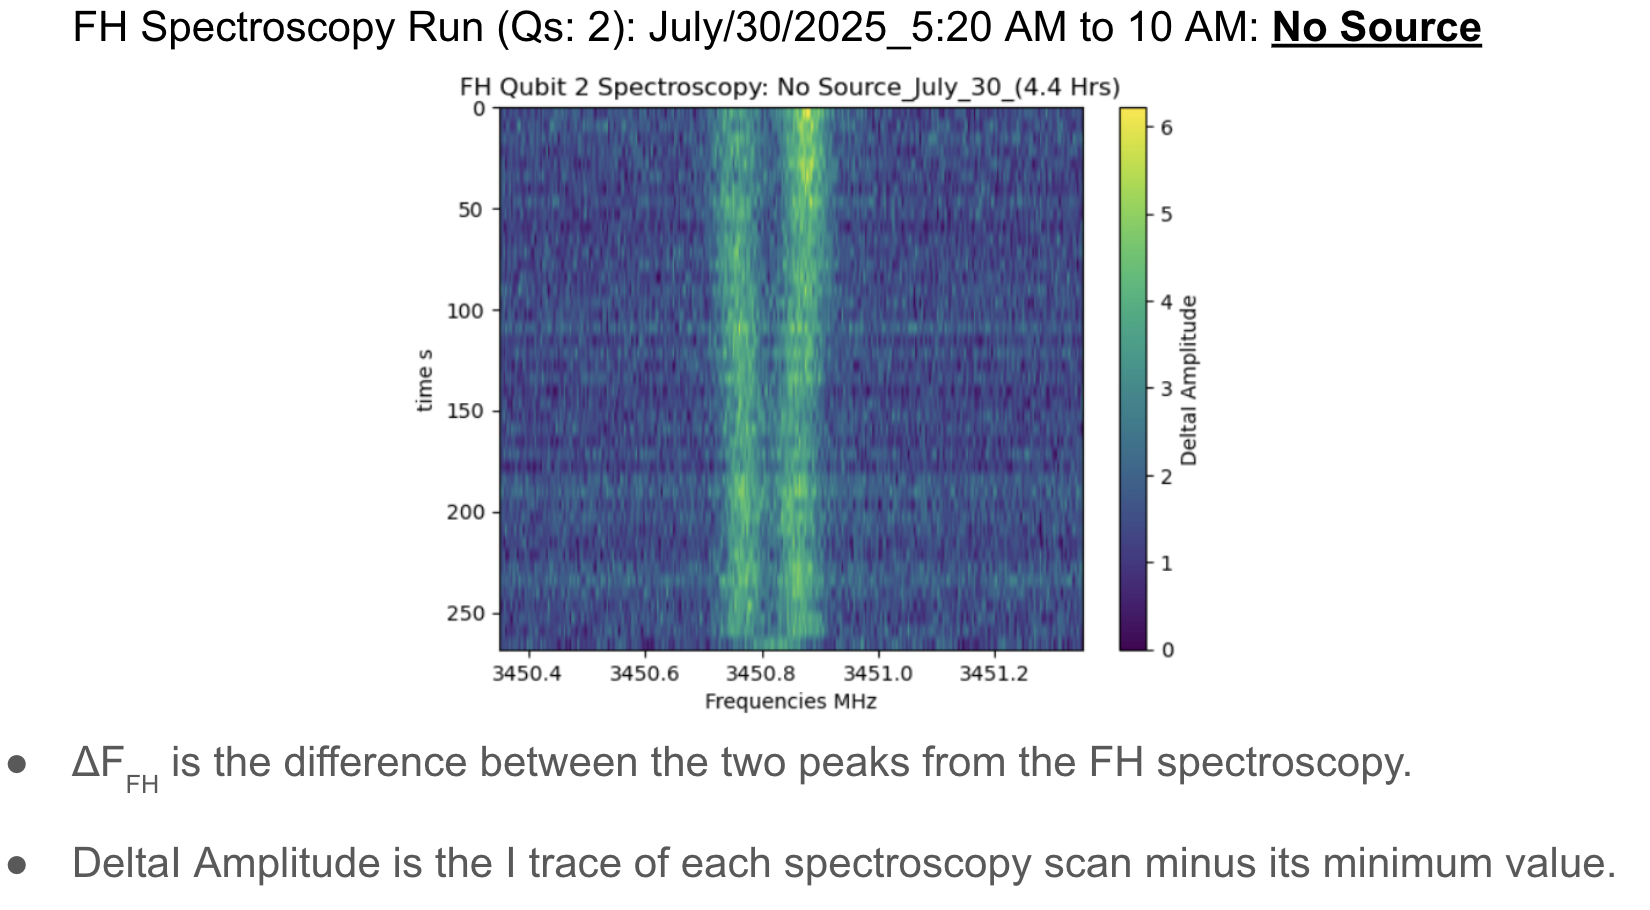 FH Spectroscopy Run (Qs: 2): July/30/2025_5:20 AM to 10 AM: No Source
FH Qubit 2 Spectroscopy: No Source_July_30_(4.4 Hrs)
0
50
100
150
200
250
time s
3450.4 3450.6 3450.8 3451.0 3451.2
Frequencies MHz
6
5
4
3
2
1
0
DeltaI Amplitude
● ΔF_FH is the difference between the two peaks from the FH spectroscopy.
● DeltaI Amplitude is the I trace of each spectroscopy scan minus its minimum value.